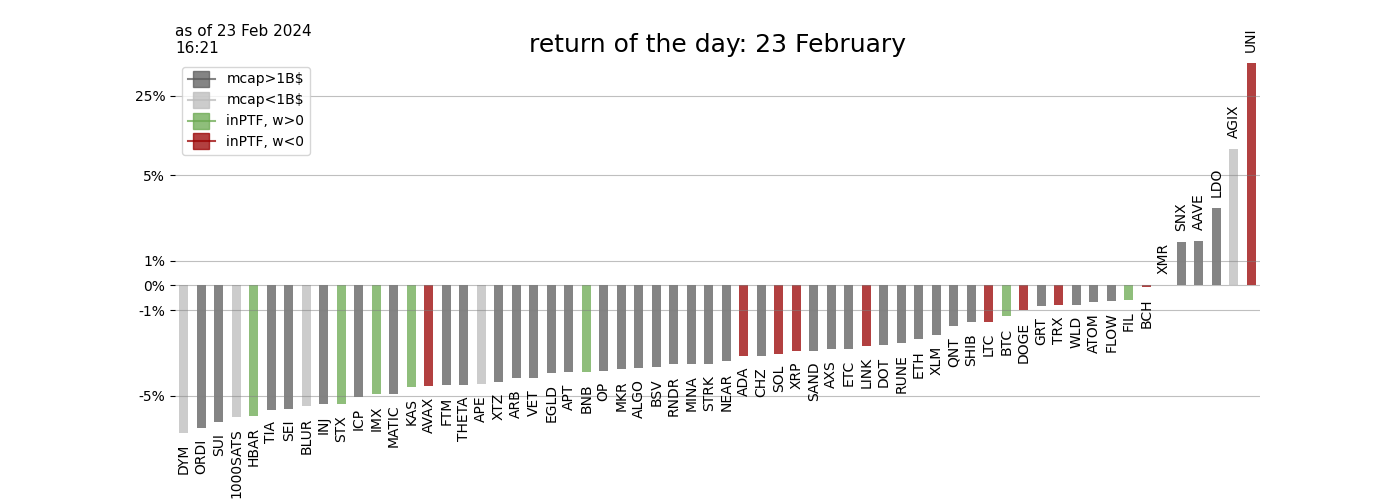 as of 23 Feb 2024
16:21
return of the day: 23 February
mcap>1B$
mcap<1B$
inPTF, w>0
inPTF, w<0
25%
5%
1%
0%
-1%
-5%
DYM
ORDI
SUI
1000SATS
HBAR
TIA
SEI
BLUR
INJ
STX
ICP
IMX
MATIC
KAS
AVAX
FTM
THETA
APE
XTZ
ARB
VET
EGLD
APT
BNB
OP
MKR
ALGO
BSV
RNDR
MINA
STRK
NEAR
ADA
CHZ
SOL
XRP
SAND
AXS
ETC
LINK
DOT
RUNE
ETH
XLM
QNT
SHIB
LTC
BTC
DOGE
GRT
TRX
WLD
ATOM
FLOW
FIL
BCH
XMR
SNX
AAVE
LDO
AGIX
UNI